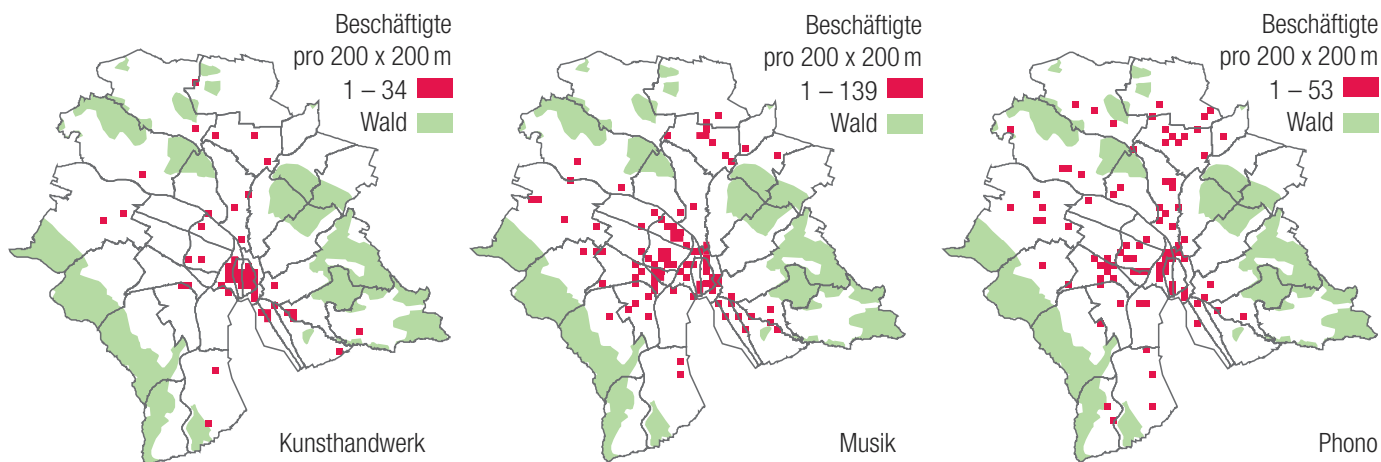 Beschäftigte
pro 200 x 200 m
1 – 34
Wald
Kunsthandwerk
Beschäftigte
pro 200 x 200 m
1 – 139
Wald
Musik
Beschäftigte
pro 200 x 200 m
1 – 53
Wald
Phono